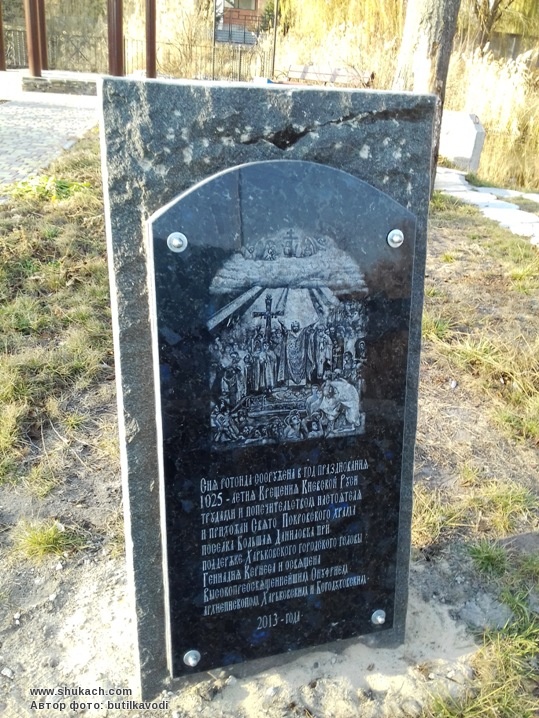 Сия ротонда сооружена в год празднования
1025 - летия Крещения Киевской Руси
трудами и попечительством настоятеля
и прихожан Свято Покровского храма
поселка Большая Даниловка при
поддержке Харьковского городского головы
Геннадия Кернеса и освящена
Высокопреосвященнейшим Онуфрием,
архиепископом Харьковским и Богодуховским.
2013 - года
www.shukach.com
Автор фото: butilkavodi